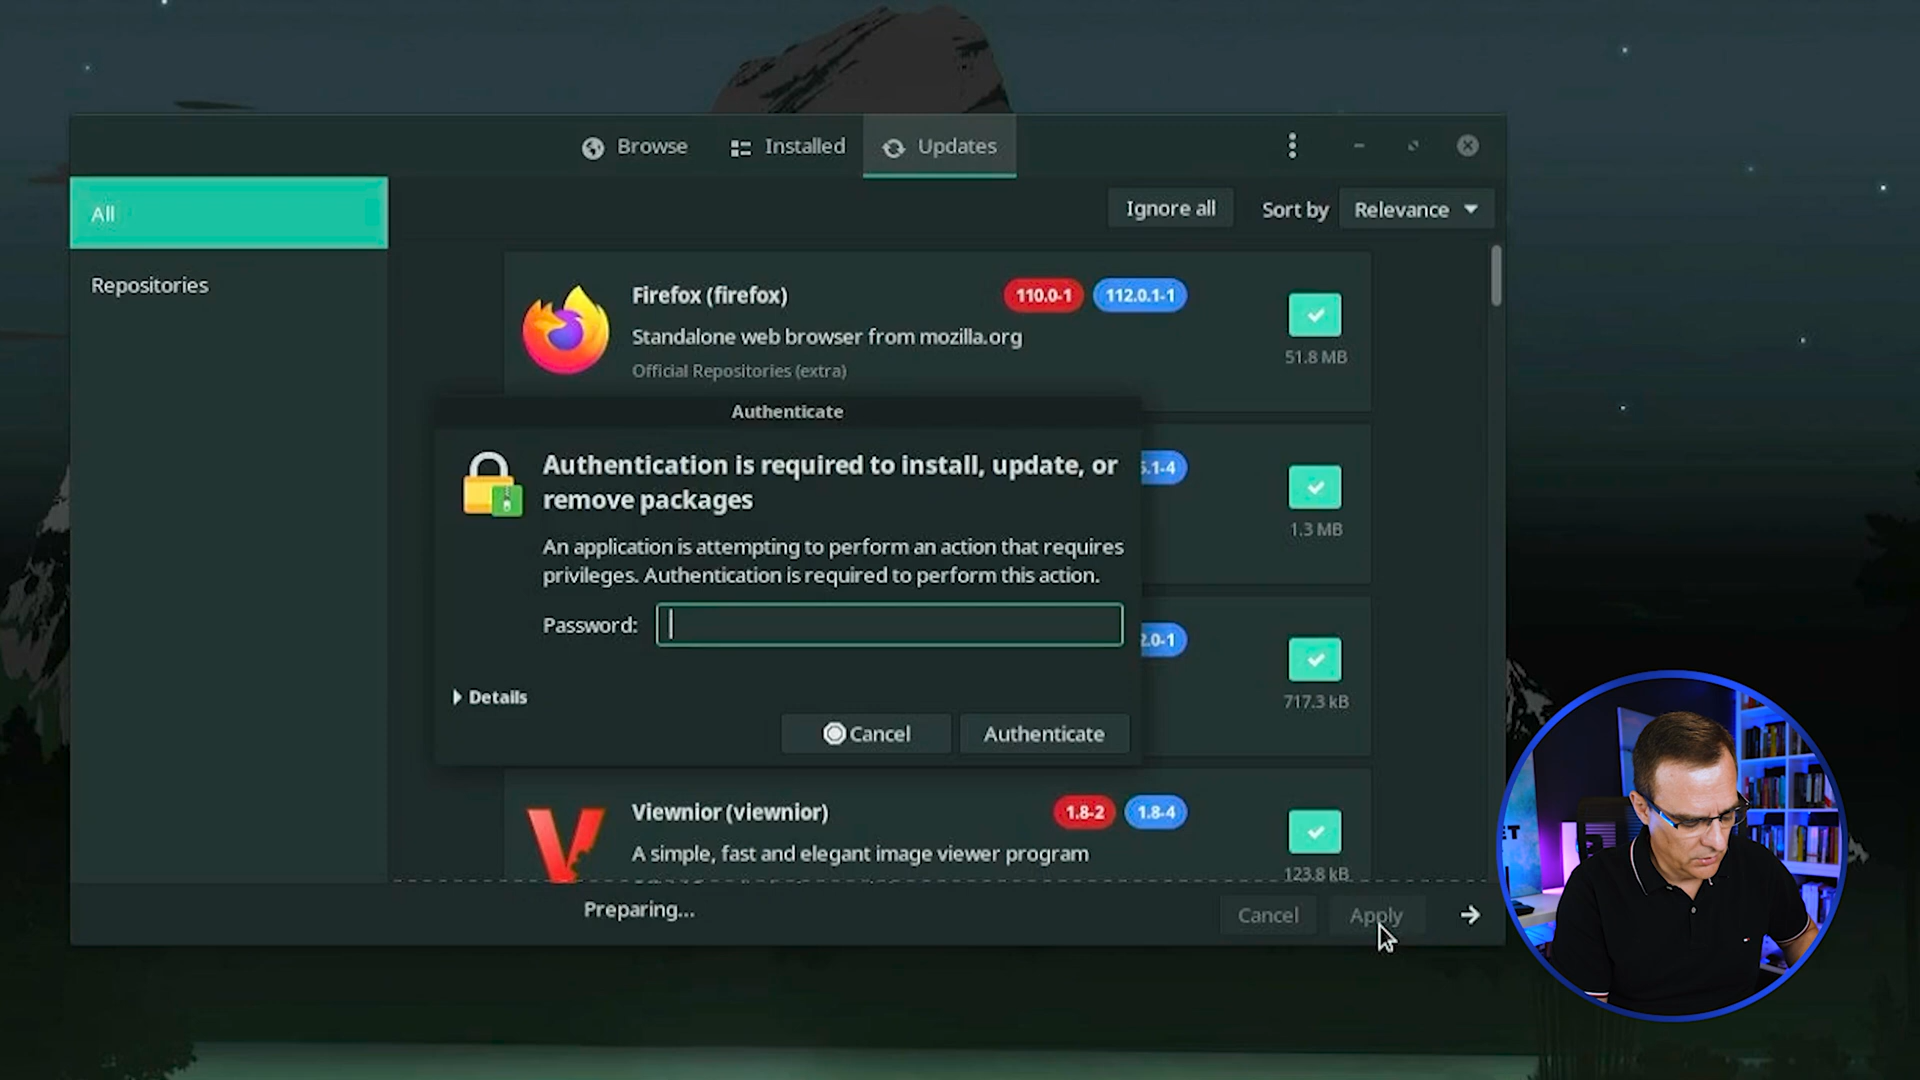 Browse
Installed
Updates
All
Ignore all
Sort by
Relevance
Repositories
Firefox (firefox)
110.0-1
112.0.1-1
Standalone web browser from mozilla.org
51.8 MB
Official Repositories (extra)
Authenticate
Authentication is required to install, update, or
remove packages
.1-4
1.3 MB
An application is attempting to perform an action that requires
privileges. Authentication is required to perform this action.
Password:
.0-1
717.3 kB
Details
Cancel
Authenticate
Viewnior (viewnior)
1.8-2
1.8-4
A simple, fast and elegant image viewer program
123.8 kB
Preparing...
Cancel
Apply